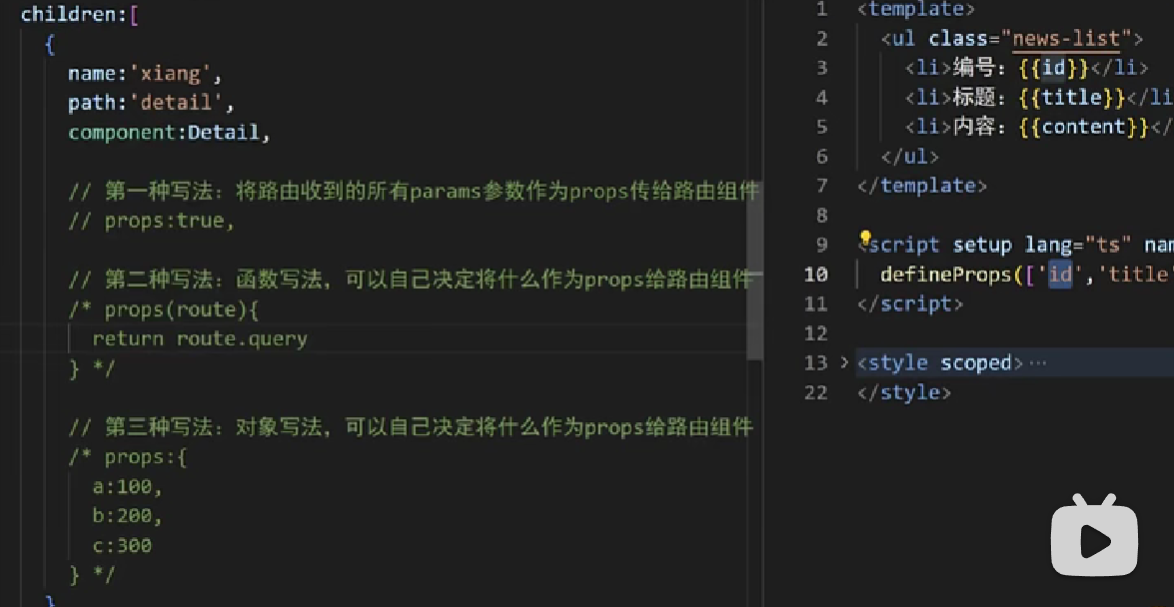 children:[
{
name:'xiang',
path:'detail',
component:Detail,
// 第一种写法：将路由收到的所有params参数作为props传给路由组件
// props:true,
// 第二种写法：函数写法，可以自己决定将什么作为props给路由组件
/* props(route){
return route.query
} */
// 第三种写法：对象写法，可以自己决定将什么作为props给路由组件
/* props:{
a:100,
b:200,
c:300
} */
}
1 <template>
2 <ul class="news-list">
3 <li>编号：{{id}}</li>
4 <li>标题：{{title}}</li
5 <li>内容：{{content}}</
6 </ul>
7 </template>
8
9 <script setup lang="ts" nam
10 defineProps(['id','title'
11 </script>
12
13 > <style scoped>…
22 </style>